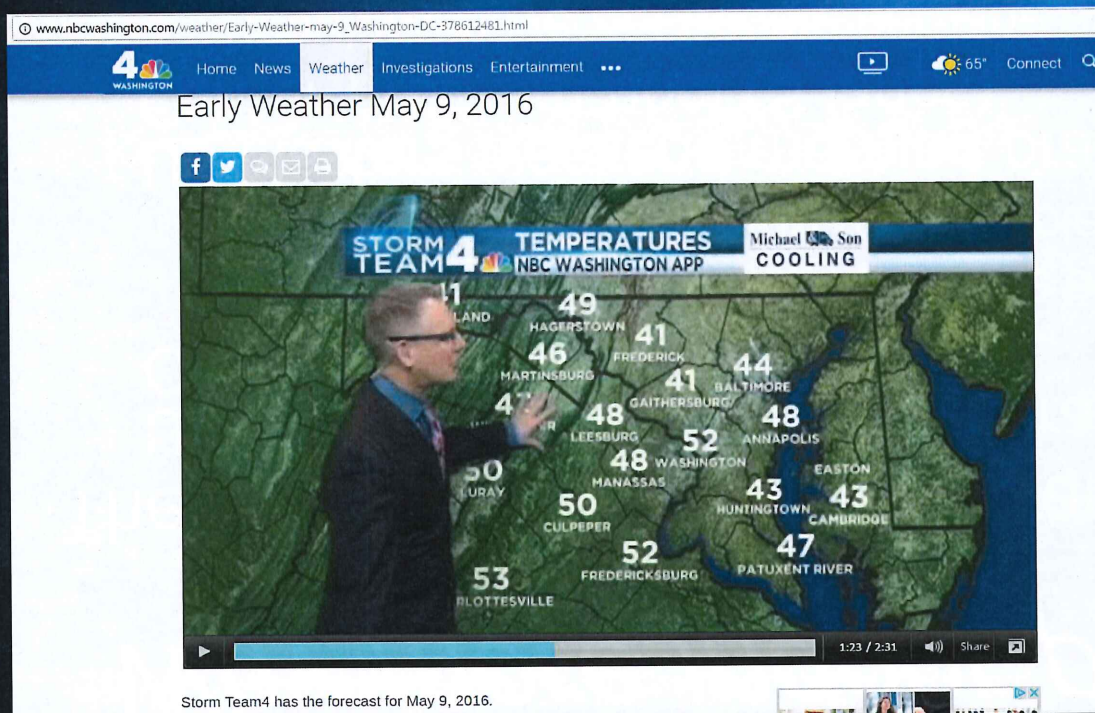 www.nbcwashington.com/weather/Early-Weather-may-9_Washington-DC-378612481.html
4 WASHINGTON
Home News Weather Investigations Entertainment •••
65° Connect
Early Weather May 9, 2016
STORM TEAM 4
TEMPERATURES
NBC WASHINGTON APP
Michael & Son
COOLING
49
HAGERSTOWN
41
FREDERICK
46
MARTINSBURG
44
BALTIMORE
41
GAITHERSBURG
48
LEESBURG
48
ANNAPOLIS
52
WASHINGTON
48
MANASSAS
EASTON
50
LURAY
43
HUNTINGTOWN
43
CAMBRIDGE
50
CULPEPER
47
PATUXENT RIVER
52
FREDERICKSBURG
53
LOTTESVILLE
1:23 / 2:31 Share
Storm Team4 has the forecast for May 9, 2016.